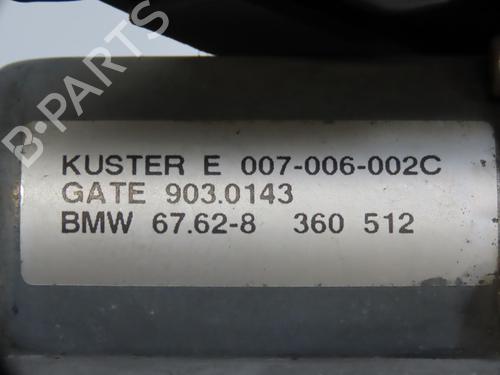 B-PARTS
KUSTER E 007-006-002C
GATE 903.0143
BMW 67.62-8 360 512